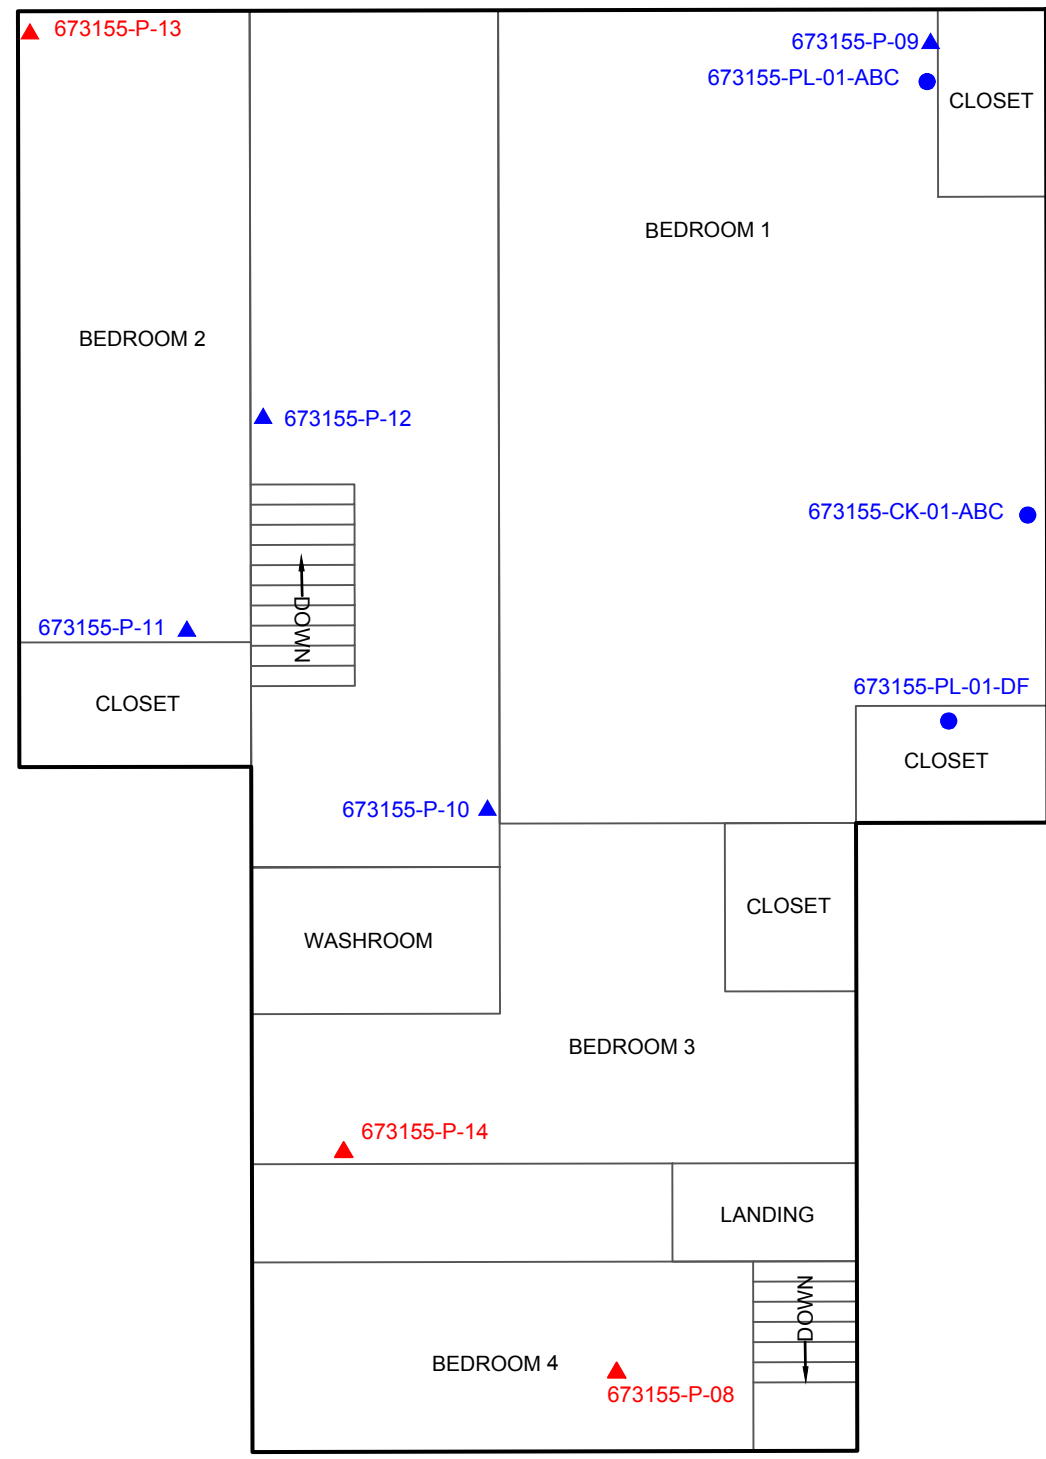 673155-P-13
673155-P-09
673155-PL-01-ABC
CLOSET
BEDROOM 1
BEDROOM 2
673155-P-12
673155-CK-01-ABC
DOWN
673155-P-11
673155-PL-01-DF
CLOSET
CLOSET
673155-P-10
CLOSET
WASHROOM
BEDROOM 3
673155-P-14
LANDING
DOWN
BEDROOM 4
673155-P-08